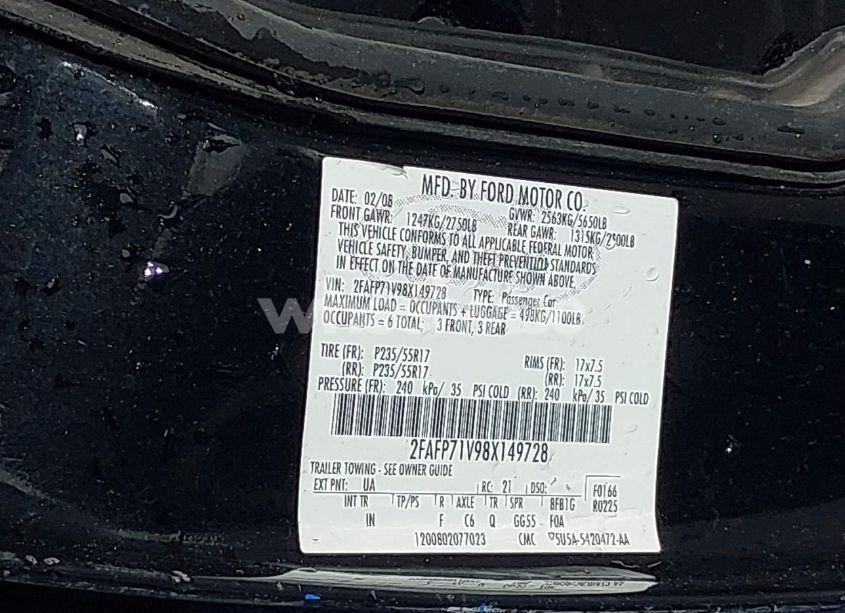 MFD. BY FORD MOTOR CO.
DATE: 02/08 GVWR: 2563KG/5650LB
FRONT GAWR: 1247KG/2750LB REAR GAWR: 1315KG/2900LB
THIS VEHICLE CONFORMS TO ALL APPLICABLE FEDERAL MOTOR
VEHICLE SAFETY, BUMPER, AND THEFT PREVENTION STANDARDS
IN EFFECT ON THE DATE OF MANUFACTURE SHOWN ABOVE.
VIN: 2FAFP71V98X149728 TYPE: Passenger Car
MAXIMUM LOAD = OCCUPANTS + LUGGAGE = 498KG/1100LB
OCCUPANTS = 6 TOTAL, 3 FRONT, 3 REAR
TIRE (FR): P235/55R17 RIMS (FR): 17x7.5
(RR): P235/55R17 (RR): 17x7.5
PRESSURE (FR): 240 kPa/ 35 PSI COLD (RR): 240 kPa/ 35 PSI COLD
2FAFP71V98X149728
TRAILER TOWING - SEE OWNER GUIDE
EXT PNT: UA RC: 21 DSO: F0166
INT TR TP/PS R AXLE TR SPR 8FB1G R0225
IN F C6 Q GG55 FOA
1200802077023 CMC 5U5A-5420472-AA